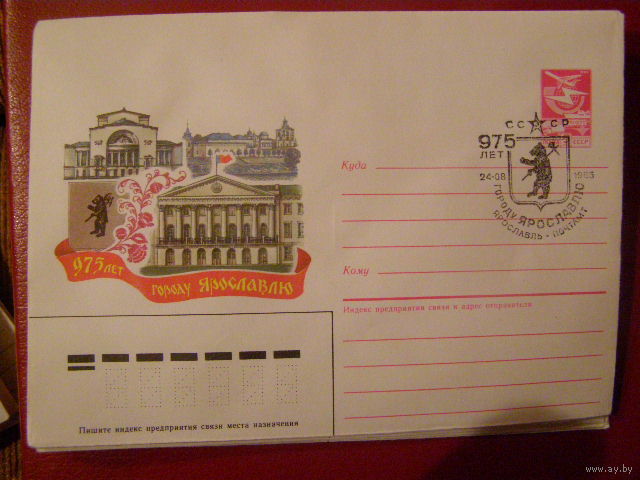 975 ЛЕТ
ГОРОДУ ЯРОСЛАВЛЮ
Куда
Кому
Индекс предприятия связи и адрес отправителя
Пишите индекс предприятия связи места назначения
СССР
СССР
975
ЛЕТ
24-08
1985
ГОРОДУ ЯРОСЛАВЛЮ
ЯРОСЛАВЛЬ - ПОЧТАМТ
www.ay.by